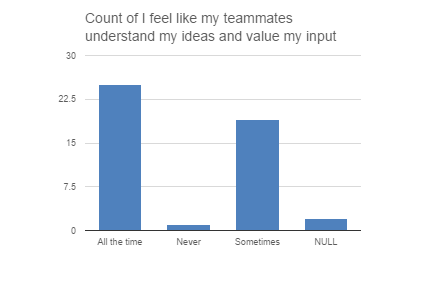 Count of I feel like my teammates
understand my ideas and value my input
30
22.5
15
7.5
0
All the time
Never
Sometimes
NULL